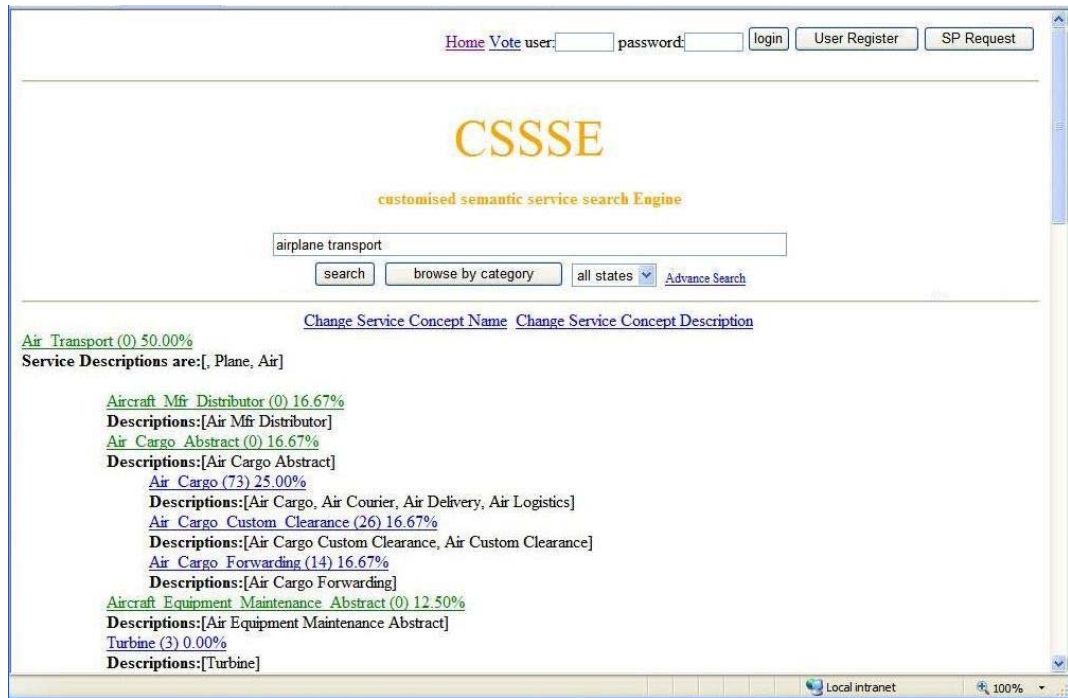 Home Vote user: password: login User Register SP Request
CSSSE
customised semantic service search Engine
airplane transport
search browse by category all states Advance Search
Change Service Concept Name Change Service Concept Description
Air_Transport (0) 50.00%
Service Descriptions are:[, Plane, Air]
Aircraft_Mfr_Distributor (0) 16.67%
Descriptions:[Air Mfr Distributor]
Air_Cargo_Abstract (0) 16.67%
Descriptions:[Air Cargo Abstract]
Air_Cargo (73) 25.00%
Descriptions:[Air Cargo, Air Courier, Air Delivery, Air Logistics]
Air_Cargo_Custom_Clearance (26) 16.67%
Descriptions:[Air Cargo Custom Clearance, Air Custom Clearance]
Air_Cargo_Forwarding (14) 16.67%
Descriptions:[Air Cargo Forwarding]
Aircraft_Equipment_Maintenance_Abstract (0) 12.50%
Descriptions:[Air Equipment Maintenance Abstract]
Turbine (3) 0.00%
Descriptions:[Turbine]
Local intranet 100%